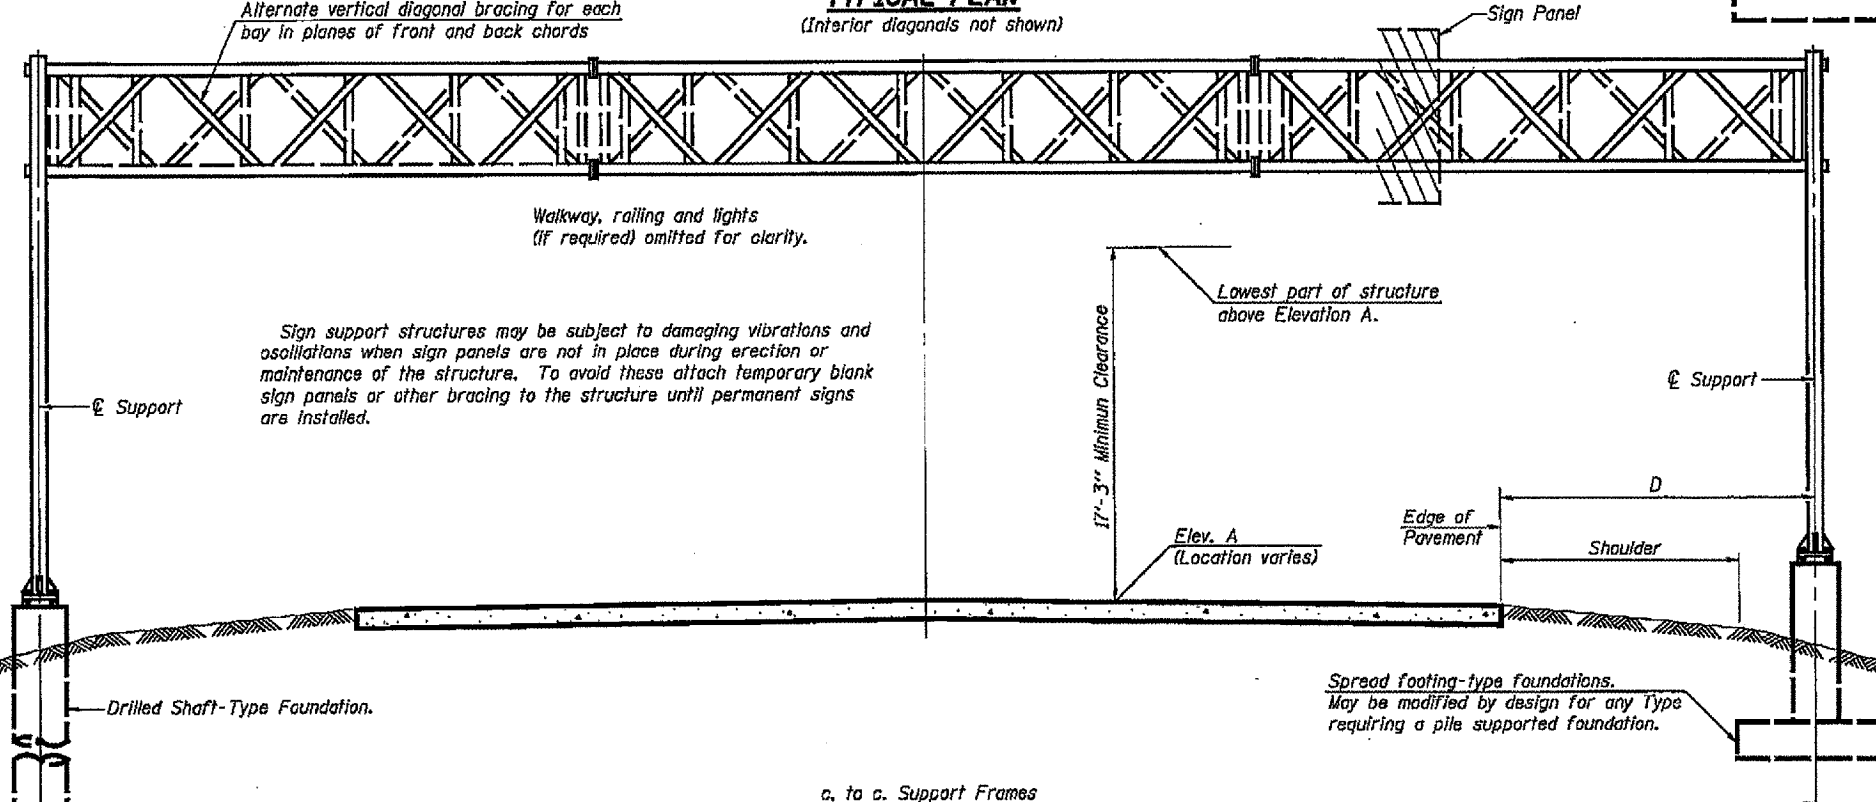 TYPICAL PLAN
(Interior diagonals not shown)
Alternate vertical diagonal bracing for each
bay in planes of front and back chords
Sign Panel
Walkway, railing and lights
(if required) omitted for clarity.
Lowest part of structure
above Elevation A.
Sign support structures may be subject to damaging vibrations and
oscillations when sign panels are not in place during erection or
maintenance of the structure. To avoid these attach temporary blank
sign panels or other bracing to the structure until permanent signs
are installed.
17'-3" Minimun Clearance
℄ Support
℄ Support
D
Edge of
Pavement
Shoulder
Elev. A
(Location varies)
Drilled Shaft-Type Foundation.
Spread footing-type foundations.
May be modified by design for any Type
requiring a pile supported foundation.
c. to c. Support Frames